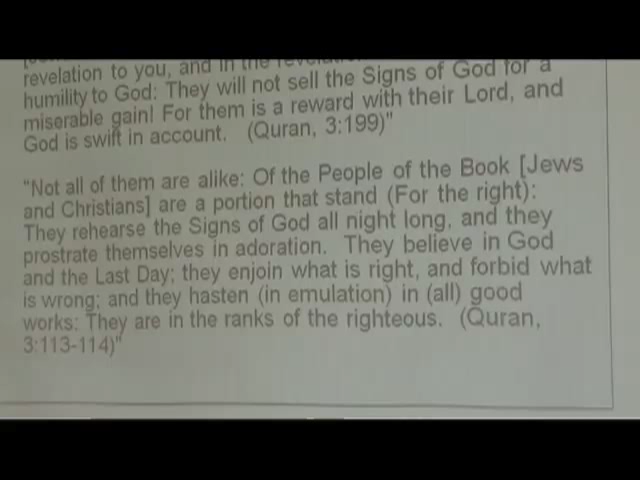 revelation to you, and in the revelation
humility to God: They will not sell the Signs of God for a
miserable gain! For them is a reward with their Lord, and
God is swift in account. (Quran, 3:199)"
"Not all of them are alike: Of the People of the Book [Jews
and Christians] are a portion that stand (For the right):
They rehearse the Signs of God all night long, and they
prostrate themselves in adoration. They believe in God
and the Last Day; they enjoin what is right, and forbid what
is wrong; and they hasten (in emulation) in (all) good
works: They are in the ranks of the righteous. (Quran,
3:113-114)"